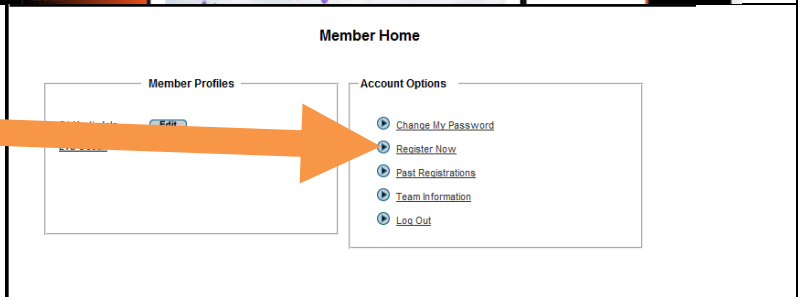 Member Home
Member Profiles
Edit
Account Options
Change My Password
Register Now
Past Registrations
Team Information
Log Out